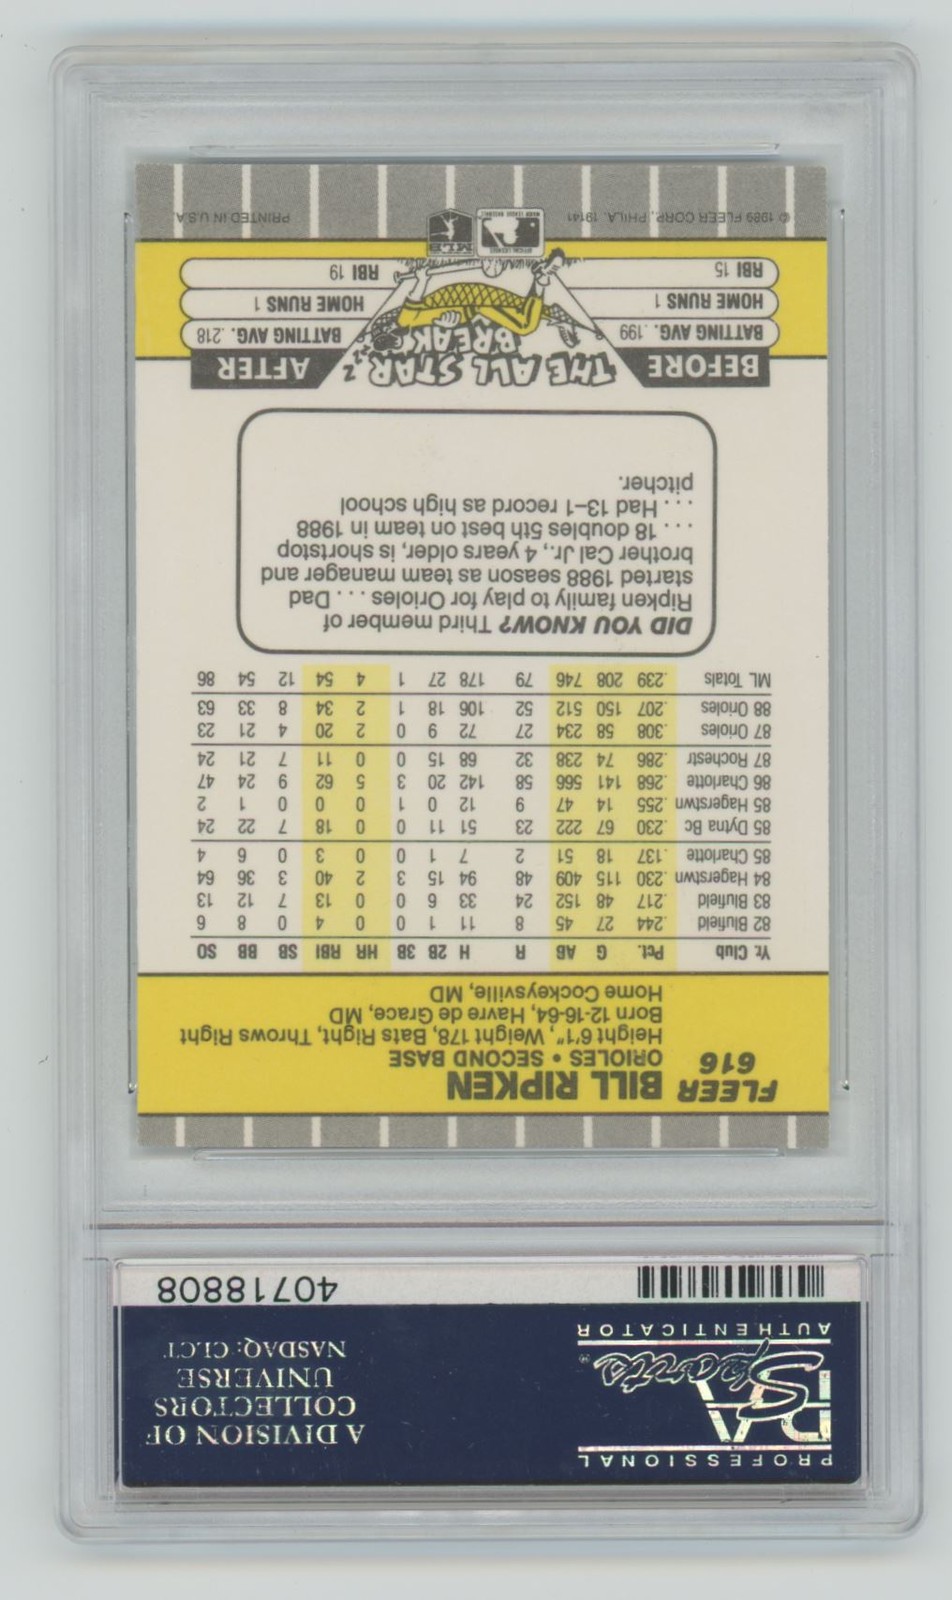 PROFESSIONAL
PSA
Sports
AUTHENTICATOR
A DIVISION OF
COLLECTORS
UNIVERSE
NASDAQ: CLCT
40718808
FLEER BILL RIPKEN
616
ORIOLES • SECOND BASE
Height 6'1", Weight 178, Bats Right, Throws Right
Born 12-16-64, Havre de Grace, MD
Home Cockeysville, MD
Yr. Club Pct. G AB R H 2B 3B HR RBI SB BB SO
82 Blufield .244 27 45 8 11 1 0 0 4 0 8 6
83 Blufield .217 48 152 24 33 6 0 0 13 7 12 13
84 Hagerstwn .230 115 409 48 94 15 3 2 40 3 36 64
85 Charlotte .137 18 51 2 7 1 0 0 3 0 6 4
85 Dytna Bc .230 67 222 23 51 11 0 0 18 7 22 24
85 Hagerstwn .255 14 47 9 12 0 1 0 0 0 1 2
86 Charlotte .268 141 566 58 142 20 3 5 62 9 24 47
87 Rochestr .286 74 238 32 68 15 0 0 11 7 21 24
87 Orioles .308 58 234 27 72 9 0 2 20 4 21 23
88 Orioles .207 150 512 52 106 18 1 2 34 8 33 63
ML Totals .239 208 746 79 178 27 1 4 54 12 54 86
DID YOU KNOW? Third member of
Ripken family to play for Orioles . . . Dad
started 1988 season as team manager and
brother Cal Jr., 4 years older, is shortstop
. . . 18 doubles 5th best on team in 1988
. . . Had 13-1 record as high school
pitcher.
BEFORE THE ALL STAR BREAK AFTER
zzz
BATTING AVG. .199 BATTING AVG. .218
HOME RUNS 1 HOME RUNS 1
RBI 15 RBI 19
© 1989 FLEER CORP., PHILA. 19141 MLB PRINTED IN U.S.A.